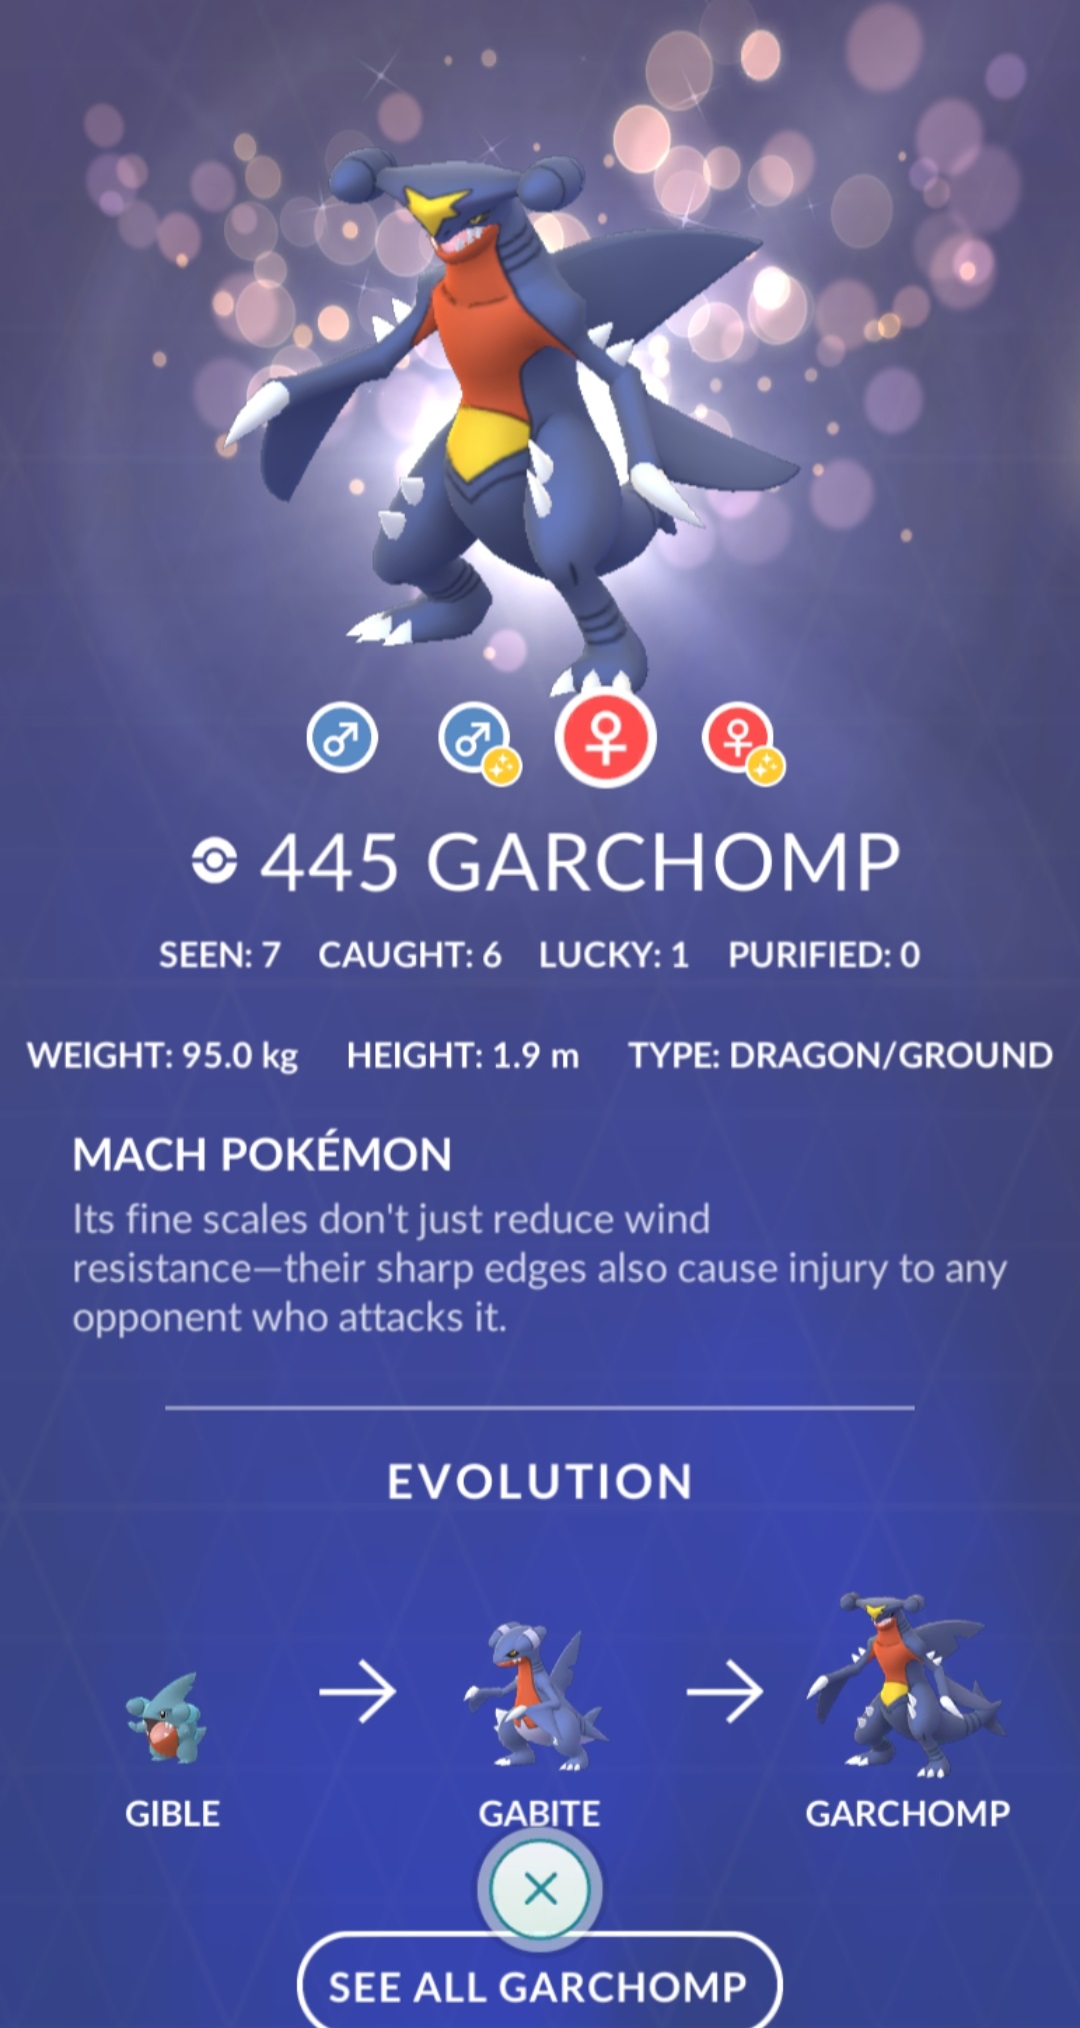 445 GARCHOMP
SEEN: 7 CAUGHT: 6 LUCKY: 1 PURIFIED: 0
WEIGHT: 95.0 kg HEIGHT: 1.9 m TYPE: DRAGON/GROUND
MACH POKÉMON
Its fine scales don't just reduce wind
resistance—their sharp edges also cause injury to any
opponent who attacks it.
EVOLUTION
GIBLE GABITE GARCHOMP
SEE ALL GARCHOMP